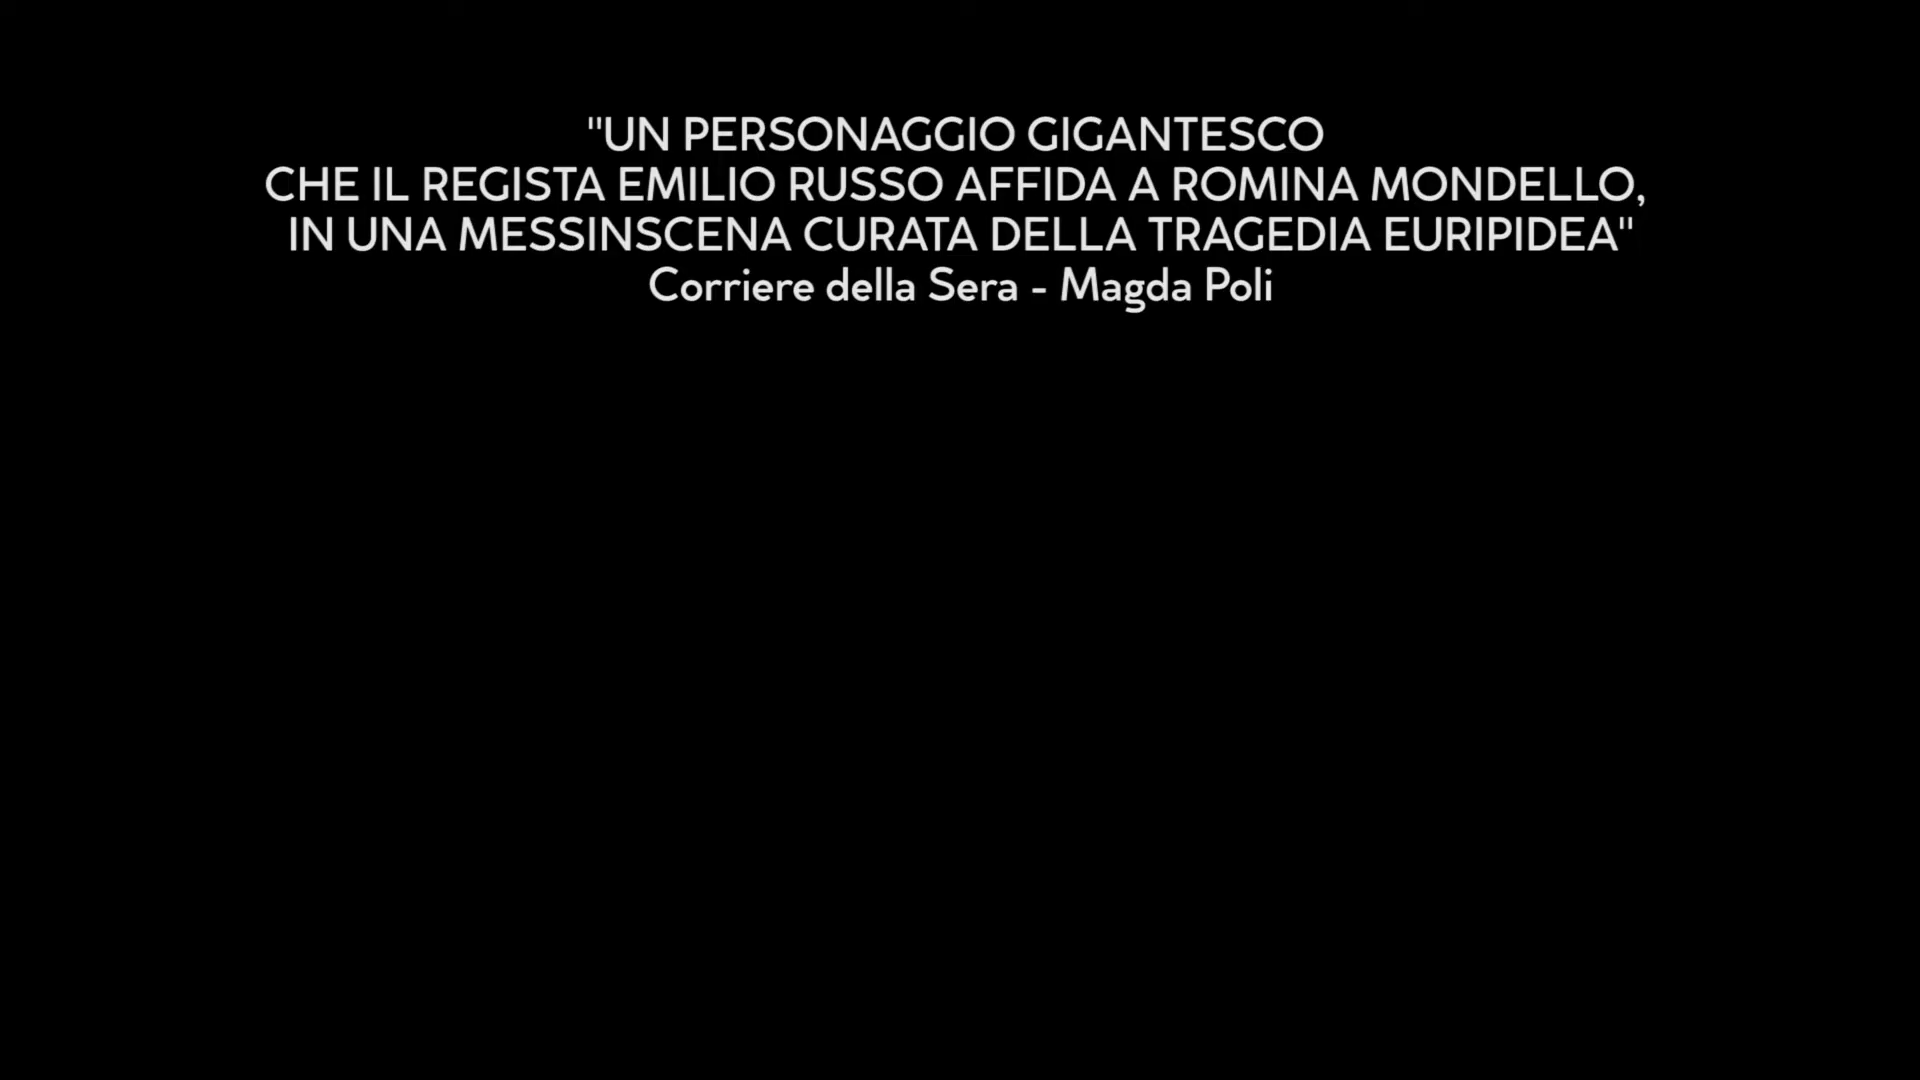 "UN PERSONAGGIO GIGANTESCO
CHE IL REGISTA EMILIO RUSSO AFFIDA A ROMINA MONDELLO,
IN UNA MESSINSCENA CURATA DELLA TRAGEDIA EURIPIDEA"
Corriere della Sera - Magda Poli